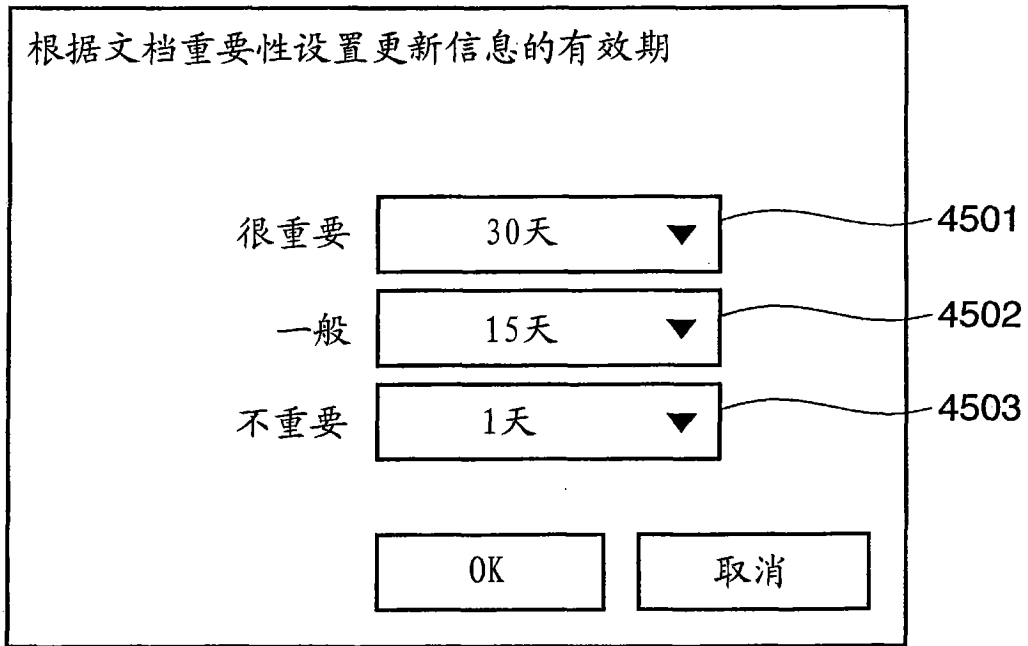 根据文档重要性设置更新信息的有效期
很重要 30天 ▼ 4501
一般 15天 ▼ 4502
不重要 1天 ▼ 4503
OK 取消